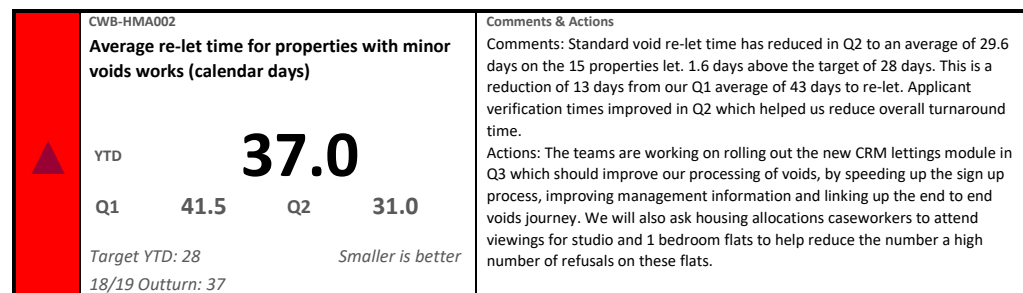 CWB-HMA002
Average re-let time for properties with minor
voids works (calendar days)
YTD 37.0
Q1 41.5 Q2 31.0
Target YTD: 28 Smaller is better
18/19 Outturn: 37
Comments & Actions
Comments: Standard void re-let time has reduced in Q2 to an average of 29.6
days on the 15 properties let. 1.6 days above the target of 28 days. This is a
reduction of 13 days from our Q1 average of 43 days to re-let. Applicant
verification times improved in Q2 which helped us reduce overall turnaround
time.
Actions: The teams are working on rolling out the new CRM lettings module in
Q3 which should improve our processing of voids, by speeding up the sign up
process, improving management information and linking up the end to end
voids journey. We will also ask housing allocations caseworkers to attend
viewings for studio and 1 bedroom flats to help reduce the number a high
number of refusals on these flats.